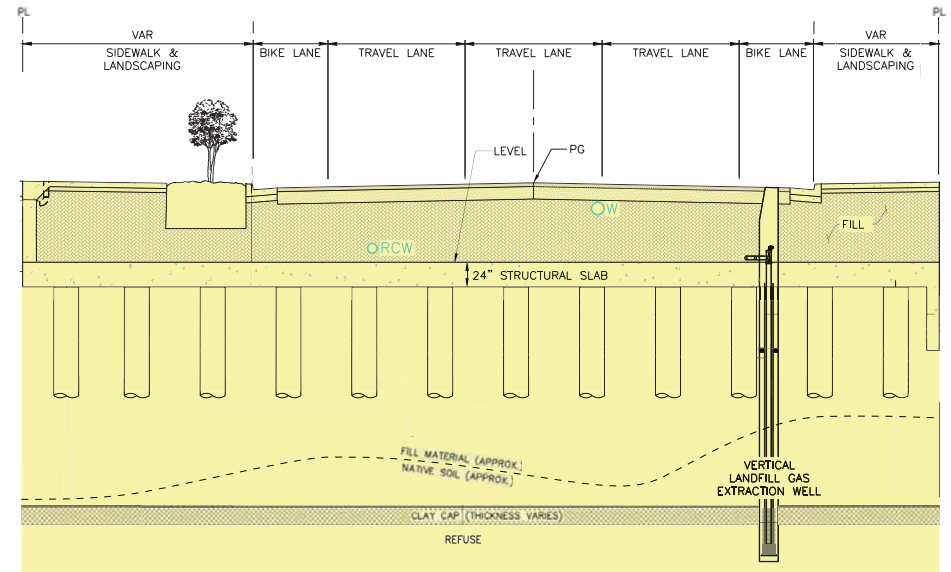 PL
PL
VAR
VAR
SIDEWALK &
LANDSCAPING
BIKE LANE
TRAVEL LANE
TRAVEL LANE
TRAVEL LANE
BIKE LANE
SIDEWALK &
LANDSCAPING
LEVEL
PG
W
FILL
RCW
24" STRUCTURAL SLAB
FILL MATERIAL (APPROX.)
NATIVE SOIL (APPROX.)
VERTICAL
LANDFILL GAS
EXTRACTION WELL
CLAY CAP (THICKNESS VARIES)
REFUSE